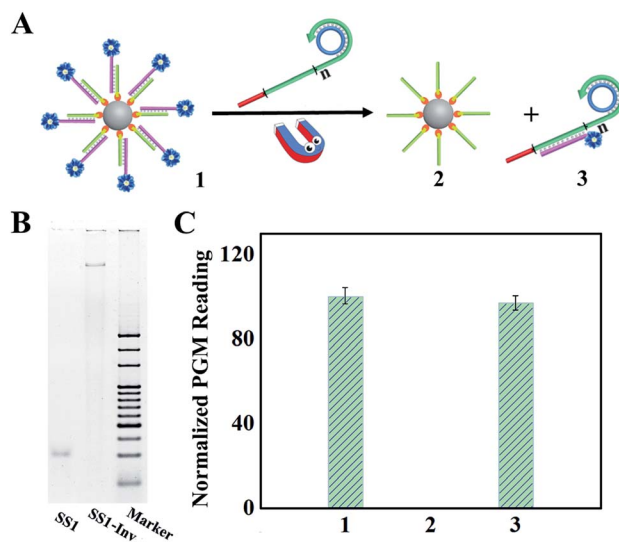 A
n
1
+
n
2
3
B
SS1
SS1-Inv
Marker
C
Normalized PGM Reading
120
80
40
0
1
2
3